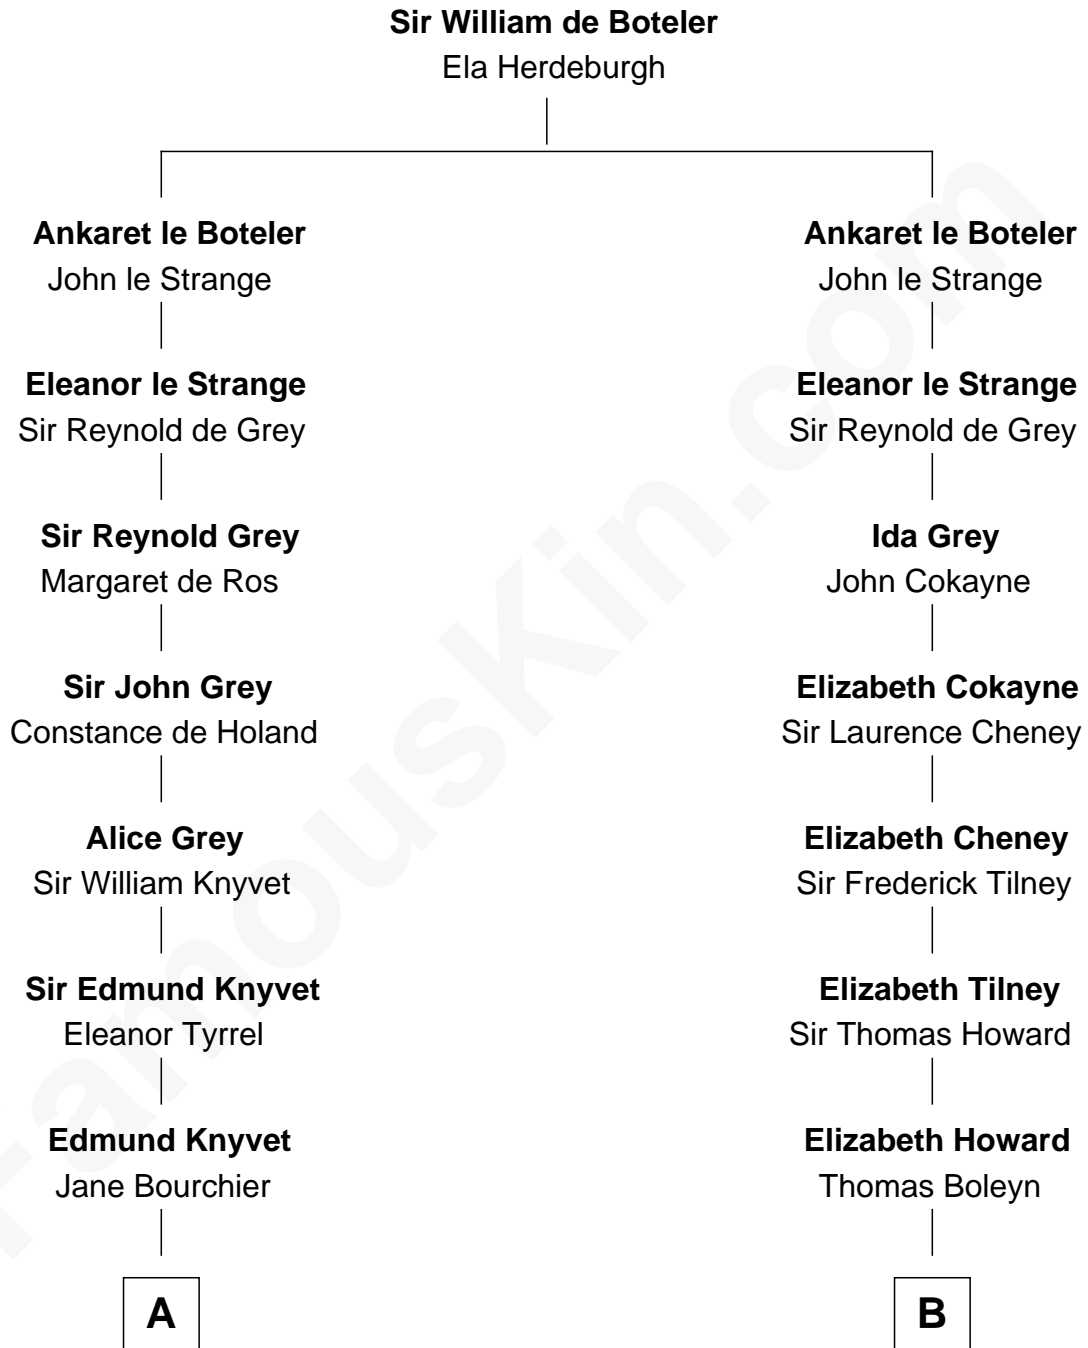 Sir William de Boteler
Ela Herdeburgh
Ankaret le Boteler
John le Strange
Ankaret le Boteler
John le Strange
Eleanor le Strange
Sir Reynold de Grey
Eleanor le Strange
Sir Reynold de Grey
Sir Reynold Grey
Margaret de Ros
Ida Grey
John Cokayne
Sir John Grey
Constance de Holand
Elizabeth Cokayne
Sir Laurence Cheney
Alice Grey
Sir William Knyvet
Elizabeth Cheney
Sir Frederick Tilney
Sir Edmund Knyvet
Eleanor Tyrrel
Elizabeth Tilney
Sir Thomas Howard
Edmund Knyvet
Jane Bourchier
Elizabeth Howard
Thomas Boleyn
A
B
FamousKin.com